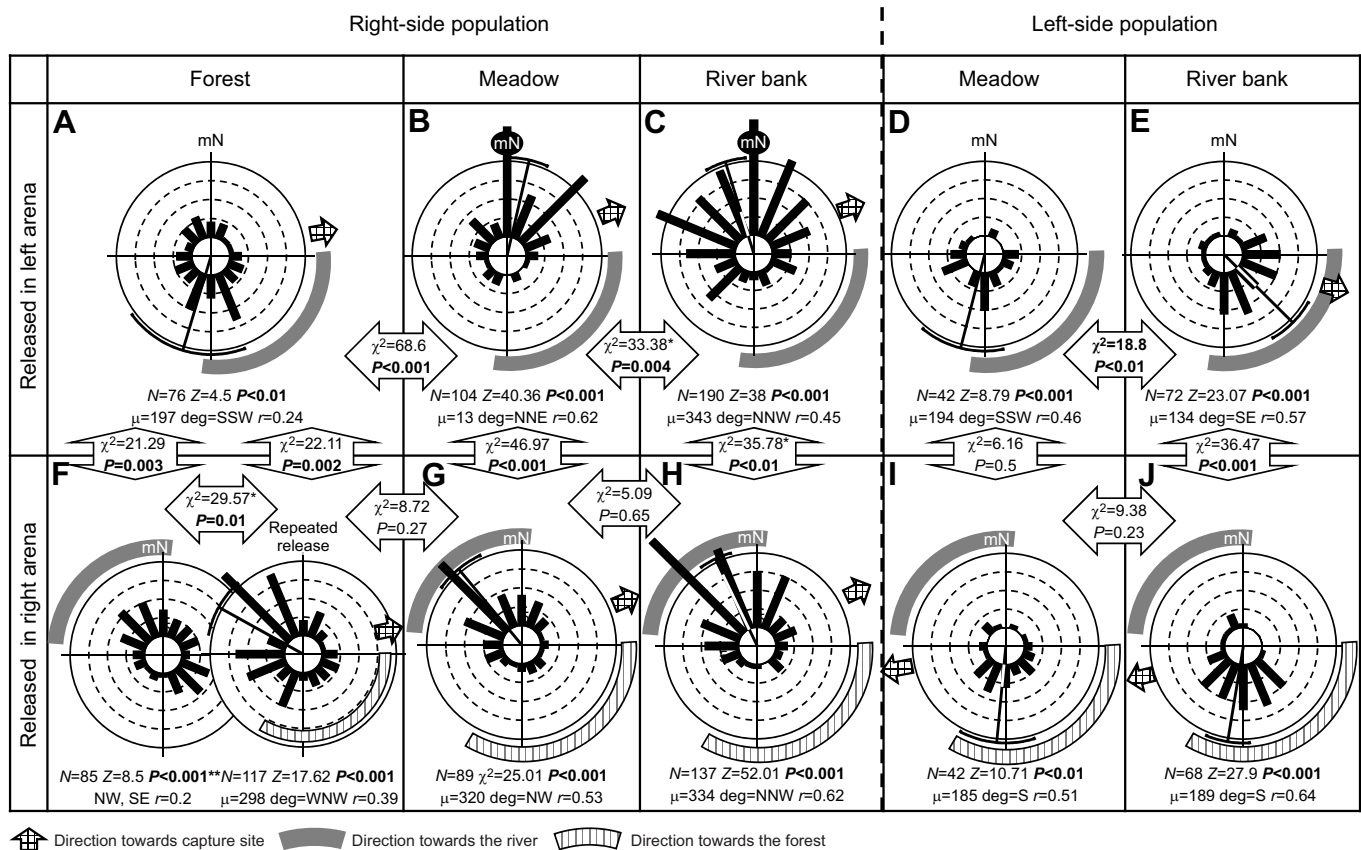 Right-side population
Left-side population
Forest
Meadow
River bank
Meadow
River bank
Released in left arena
A
mN
B
mN
C
mN
D
mN
E
mN
N=76 Z=4.5 P<0.01
μ=197 deg=SSW r=0.24
χ²=68.6
P<0.001
N=104 Z=40.36 P<0.001
μ=13 deg=NNE r=0.62
χ²=33.38*
P=0.004
N=190 Z=38 P<0.001
μ=343 deg=NNW r=0.45
N=42 Z=8.79 P<0.001
μ=194 deg=SSW r=0.46
χ²=18.8
P<0.01
N=72 Z=23.07 P<0.001
μ=134 deg=SE r=0.57
χ²=21.29
P=0.003
χ²=22.11
P=0.002
χ²=46.97
P<0.001
χ²=35.78*
P<0.01
χ²=6.16
P=0.5
χ²=36.47
P<0.001
Released in right arena
F
mN
χ²=29.57*
P=0.01
Repeated
release
χ²=8.72
P=0.27
G
mN
χ²=5.09
P=0.65
H
mN
I
mN
χ²=9.38
P=0.23
J
mN
N=85 Z=8.5 P<0.001**
NW, SE r=0.2
N=117 Z=17.62 P<0.001
μ=298 deg=WNW r=0.39
N=89 χ²=25.01 P<0.001
μ=320 deg=NW r=0.53
N=137 Z=52.01 P<0.001
μ=334 deg=NNW r=0.62
N=42 Z=10.71 P<0.01
μ=185 deg=S r=0.51
N=68 Z=27.9 P<0.001
μ=189 deg=S r=0.64
Direction towards capture site
Direction towards the river
Direction towards the forest